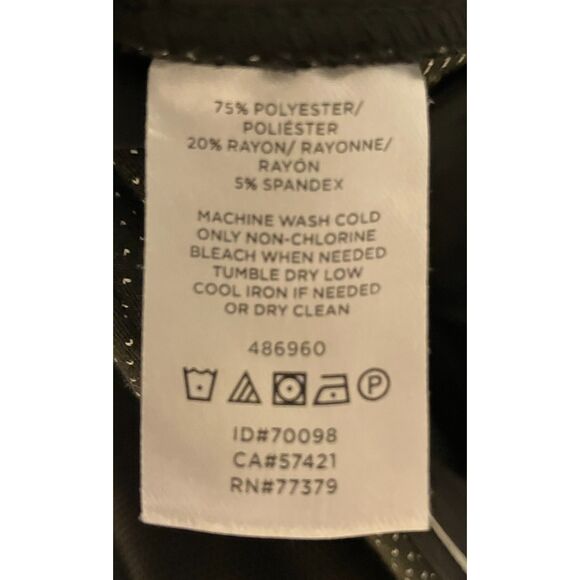 75% POLYESTER/
POLIÉSTER
20% RAYON/ RAYONNE/
RAYÓN
5% SPANDEX
MACHINE WASH COLD
ONLY NON-CHLORINE
BLEACH WHEN NEEDED
TUMBLE DRY LOW
COOL IRON IF NEEDED
OR DRY CLEAN
486960
P
ID#70098
CA#57421
RN#77379